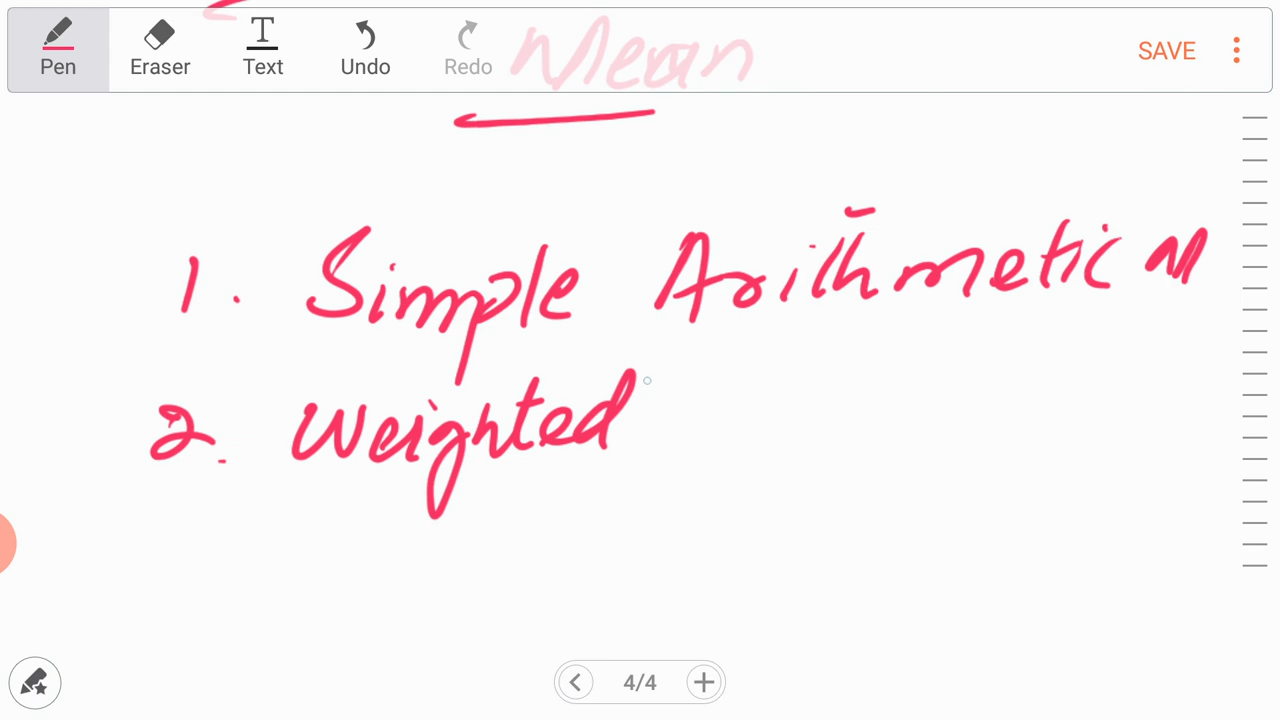 Pen Eraser Text Undo Redo SAVE
Mean
1. Simple Arithmetic M
2. Weighted
4/4